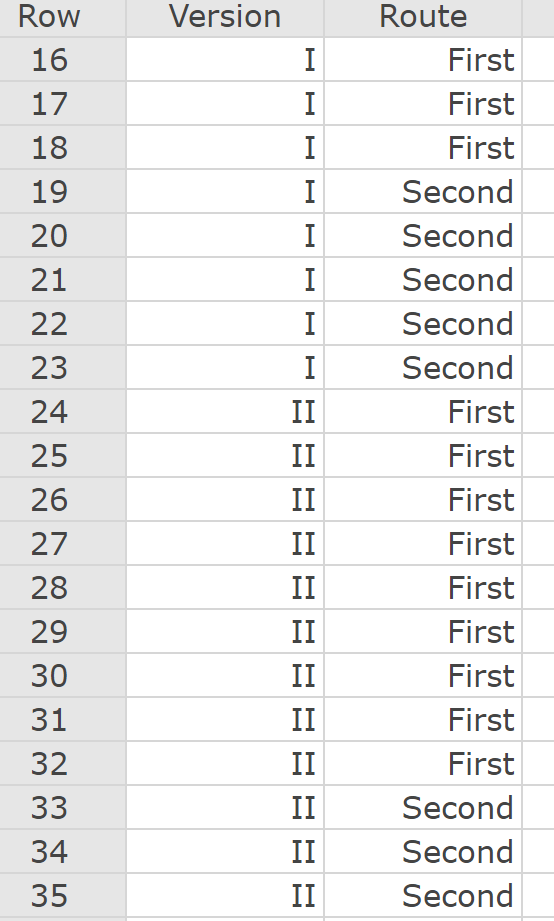 Row Version Route
16 I First
17 I First
18 I First
19 I Second
20 I Second
21 I Second
22 I Second
23 I Second
24 II First
25 II First
26 II First
27 II First
28 II First
29 II First
30 II First
31 II First
32 II First
33 II Second
34 II Second
35 II Second